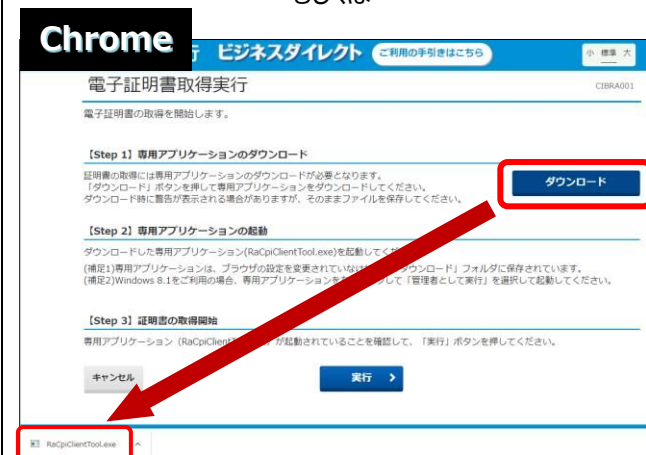 Chrome
ビジネスダイレクト
ご利用の手引きはこちら
小 標準 大
電子証明書取得実行
CIBRA001
電子証明書の取得を開始します。
【Step 1】専用アプリケーションのダウンロード
証明書の取得には専用アプリケーションのダウンロードが必要となります。
「ダウンロード」ボタンを押して専用アプリケーションをダウンロードしてください。
ダウンロード時に警告が表示される場合がありますが、そのままファイルを保存してください。
ダウンロード
【Step 2】専用アプリケーションの起動
ダウンロードした専用アプリケーション(RaCpiClientTool.exe)を起動してく
(補足1)専用アプリケーションは、ブラウザの設定を変更されていなけ ダウンロード」フォルダに保存されています。
(補足2)Windows 8.1をご利用の場合、専用アプリケーションを クして「管理者として実行」を選択して起動してください。
【Step 3】証明書の取得開始
専用アプリケーション（RaCpiClient が起動されていることを確認して、「実行」ボタンを押してください。
キャンセル
実行 >
RaCpiClientTool.exe